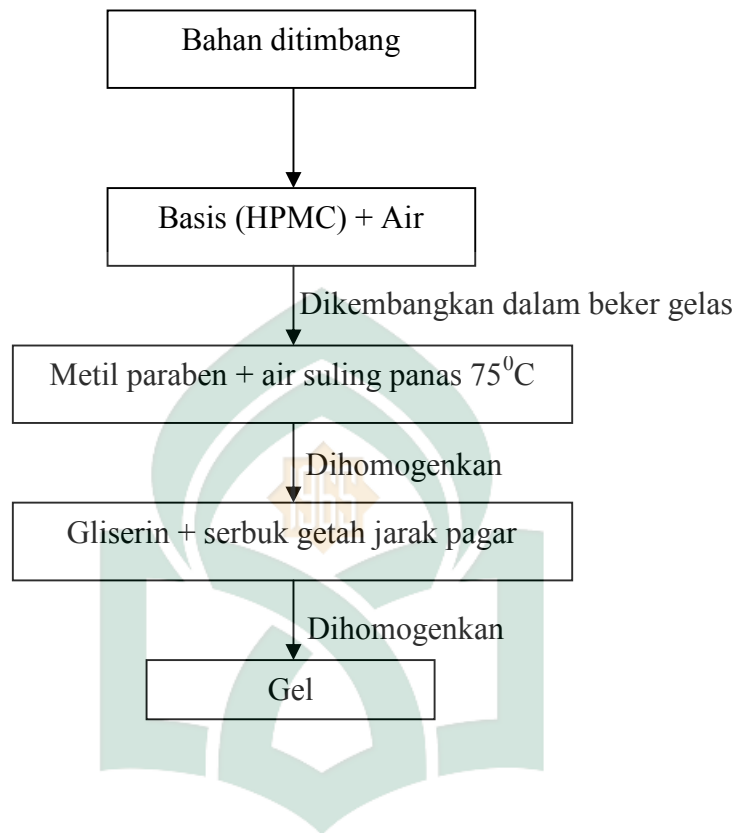 Bahan ditimbang
Basis (HPMC) + Air
Dikembangkan dalam beker gelas
Metil paraben + air suling panas 75⁰C
Dihomogenkan
Gliserin + serbuk getah jarak pagar
Dihomogenkan
Gel